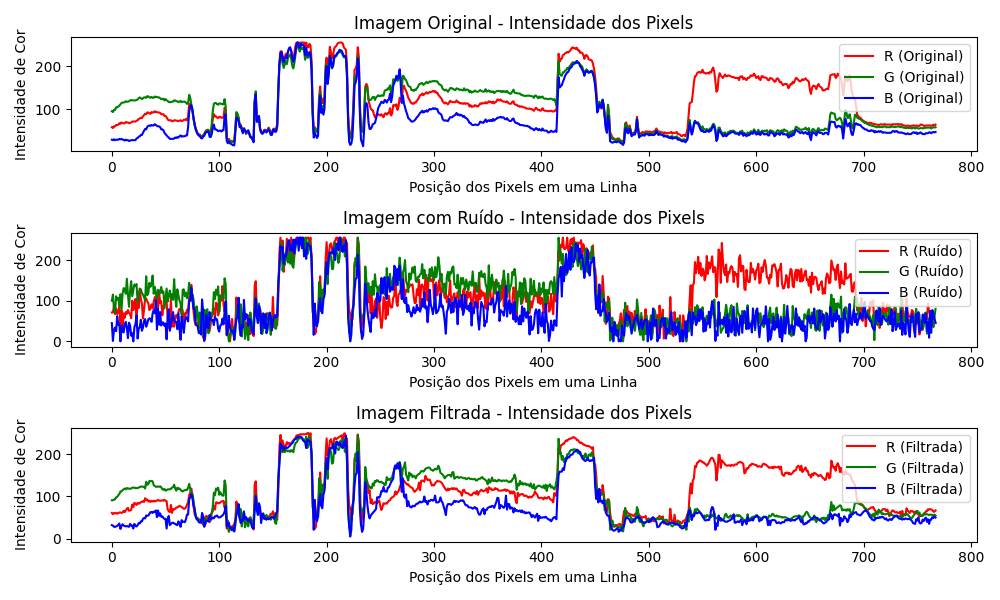 Imagem Original - Intensidade dos Pixels
Intensidade de Cor
200
100
R (Original)
G (Original)
B (Original)
0 100 200 300 400 500 600 700 800
Posição dos Pixels em uma Linha
Imagem com Ruído - Intensidade dos Pixels
Intensidade de Cor
200
100
0
R (Ruído)
G (Ruído)
B (Ruído)
0 100 200 300 400 500 600 700 800
Posição dos Pixels em uma Linha
Imagem Filtrada - Intensidade dos Pixels
Intensidade de Cor
200
100
0
R (Filtrada)
G (Filtrada)
B (Filtrada)
0 100 200 300 400 500 600 700 800
Posição dos Pixels em uma Linha